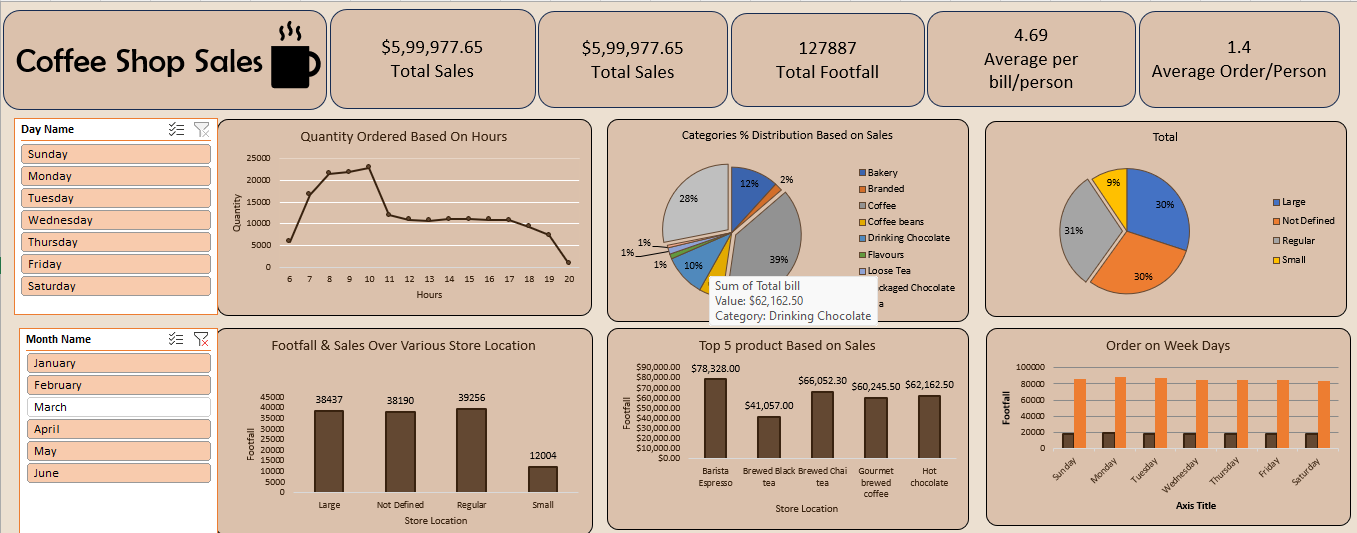 Coffee Shop Sales
$5,99,977.65
Total Sales
$5,99,977.65
Total Sales
127887
Total Footfall
4.69
Average per
bill/person
1.4
Average Order/Person
Day Name
Sunday
Monday
Tuesday
Wednesday
Thursday
Friday
Saturday
Quantity Ordered Based On Hours
Quantity
25000
20000
15000
10000
5000
0
6 7 8 9 10 11 12 13 14 15 16 17 18 19 20
Hours
Categories % Distribution Based on Sales
12%
2%
28%
39%
10%
1%
1%
1%
Bakery
Branded
Coffee
Coffee beans
Drinking Chocolate
Flavours
Loose Tea
ckaged Chocolate
a
Sum of Total bill
Value: $62,162.50
Category: Drinking Chocolate
Total
9%
30%
31%
30%
Large
Not Defined
Regular
Small
Month Name
January
February
March
April
May
June
Footfall & Sales Over Various Store Location
Footfall
45000
40000
35000
30000
25000
20000
15000
10000
5000
0
38437
38190
39256
12004
Large
Not Defined
Regular
Small
Store Location
Top 5 product Based on Sales
Footfall
$90,000.00
$80,000.00
$70,000.00
$60,000.00
$50,000.00
$40,000.00
$30,000.00
$20,000.00
$10,000.00
$0.00
$78,328.00
$41,057.00
$66,052.30
$60,245.50
$62,162.50
Barista
Espresso
Brewed Black
tea
Brewed Chai
tea
Gourmet
brewed
coffee
Hot
chocolate
Store Location
Order on Week Days
Footfall
100000
80000
60000
40000
20000
0
Sunday
Monday
Tuesday
Wednesday
Thursday
Friday
Saturday
Axis Title